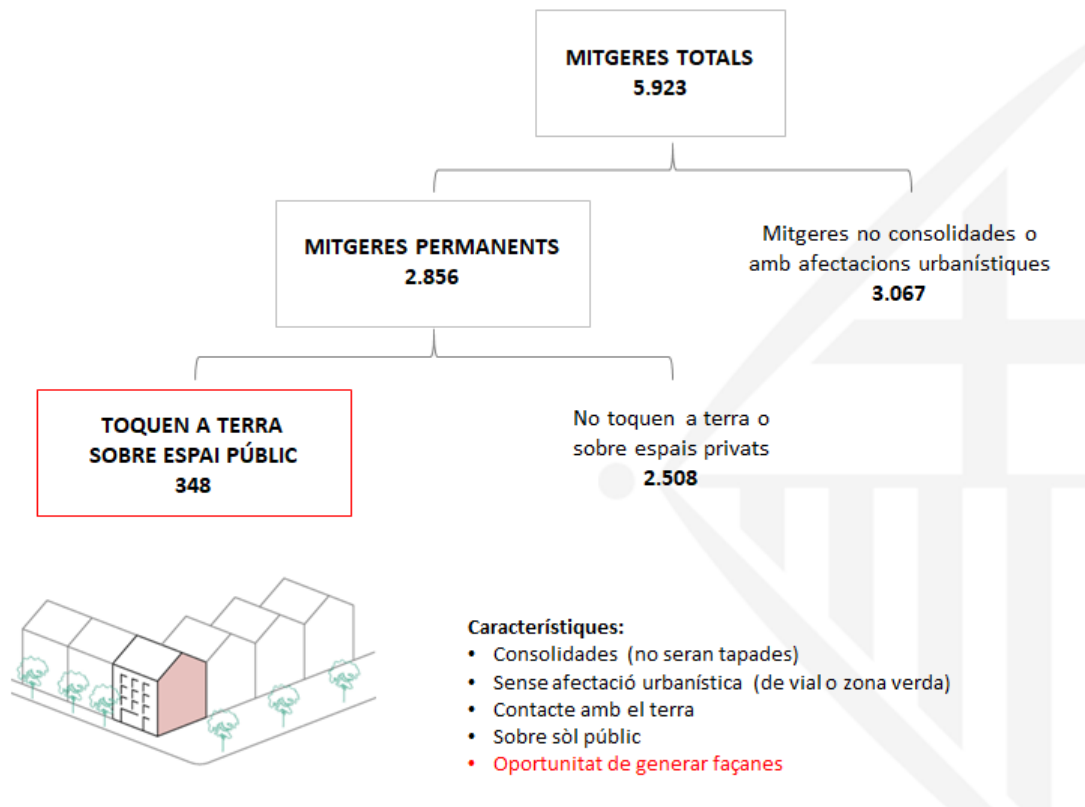 MITGERES TOTALS
5.923
MITGERES PERMANENTS
2.856
Mitgeres no consolidades o
amb afectacions urbanístiques
3.067
TOQUEN A TERRA
SOBRE ESPAI PÚBLIC
348
No toquen a terra o
sobre espais privats
2.508
Característiques:
• Consolidades (no seran tapades)
• Sense afectació urbanística (de vial o zona verda)
• Contacte amb el terra
• Sobre sòl públic
• Oportunitat de generar façanes